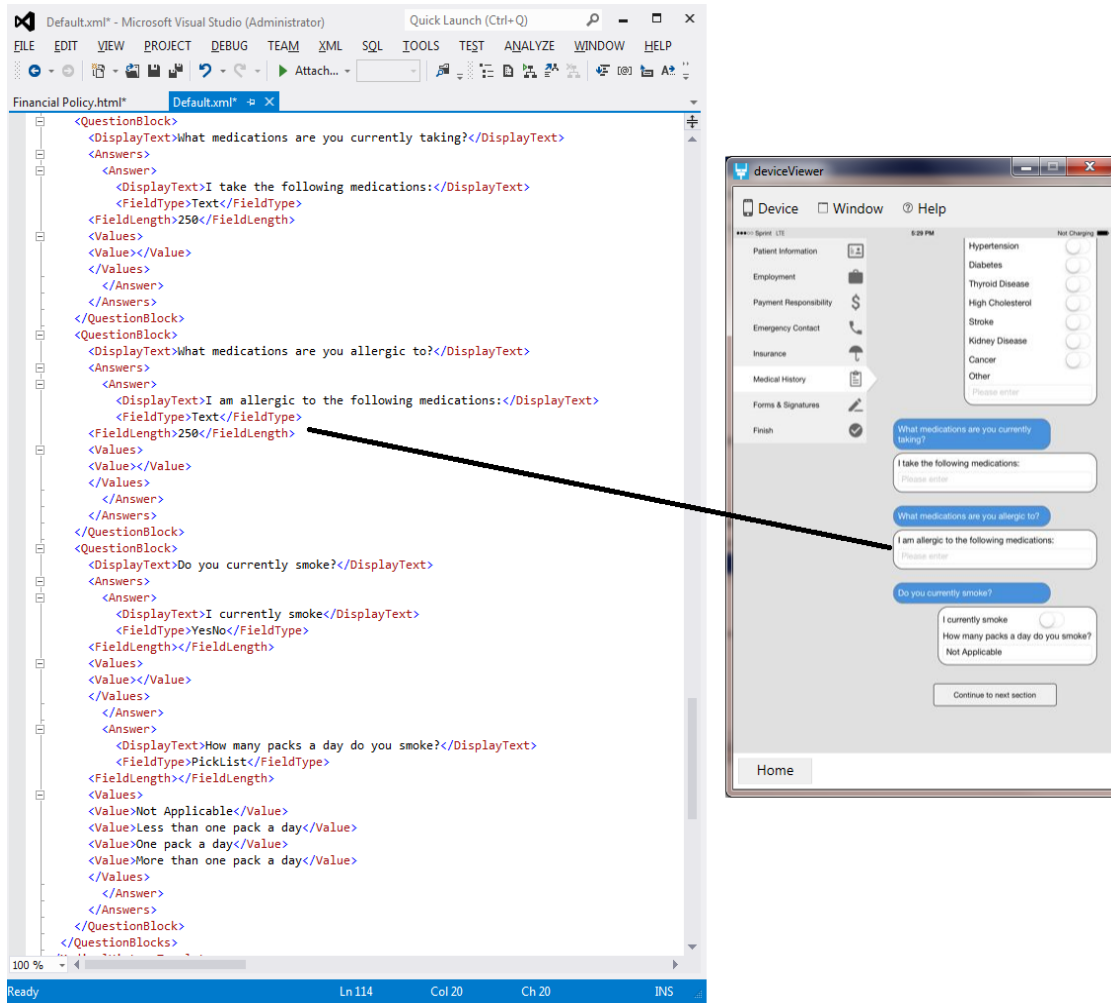 Default.xml* - Microsoft Visual Studio (Administrator)
Quick Launch (Ctrl+Q)
FILE EDIT VIEW PROJECT DEBUG TEAM XML SQL TOOLS TEST ANALYZE WINDOW HELP
Attach...
Financial Policy.html*
Default.xml*
<QuestionBlock>
<DisplayText>What medications are you currently taking?</DisplayText>
<Answers>
<Answer>
<DisplayText>I take the following medications:</DisplayText>
<FieldType>Text</FieldType>
<FieldLength>250</FieldLength>
<Values>
<Value></Value>
</Values>
</Answer>
</Answers>
</QuestionBlock>
<QuestionBlock>
<DisplayText>What medications are you allergic to?</DisplayText>
<Answers>
<Answer>
<DisplayText>I am allergic to the following medications:</DisplayText>
<FieldType>Text</FieldType>
<FieldLength>250</FieldLength>
<Values>
<Value></Value>
</Values>
</Answer>
</Answers>
</QuestionBlock>
<QuestionBlock>
<DisplayText>Do you currently smoke?</DisplayText>
<Answers>
<Answer>
<DisplayText>I currently smoke</DisplayText>
<FieldType>YesNo</FieldType>
<FieldLength></FieldLength>
<Values>
<Value></Value>
</Values>
</Answer>
<Answer>
<DisplayText>How many packs a day do you smoke?</DisplayText>
<FieldType>PickList</FieldType>
<FieldLength></FieldLength>
<Values>
<Value>Not Applicable</Value>
<Value>Less than one pack a day</Value>
<Value>One pack a day</Value>
<Value>More than one pack a day</Value>
</Values>
</Answer>
</Answers>
</QuestionBlock>
</QuestionBlocks>
100 %
Ready Ln 114 Col 20 Ch 20 INS
deviceViewer
Device Window Help
Sprint LTE 5:29 PM Not Charging
Patient Information
Employment
Payment Responsibility
Emergency Contact
Insurance
Medical History
Forms & Signatures
Finish
Hypertension
Diabetes
Thyroid Disease
High Cholesterol
Stroke
Kidney Disease
Cancer
Other
Please enter
What medications are you currently
taking?
I take the following medications:
Please enter
What medications are you allergic to?
I am allergic to the following medications:
Please enter
Do you currently smoke?
I currently smoke
How many packs a day do you smoke?
Not Applicable
Continue to next section
Home